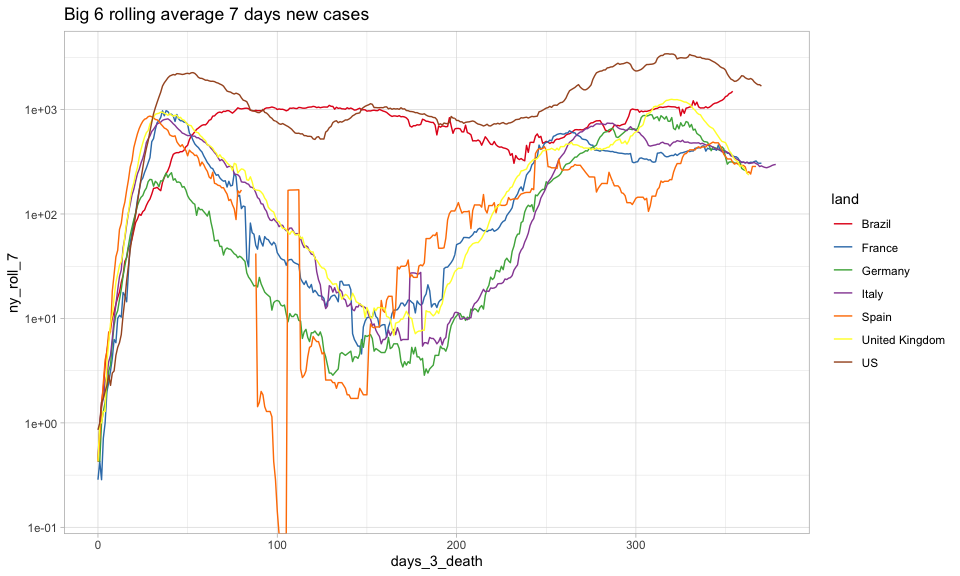 Big 6 rolling average 7 days new cases
ny_roll_7
1e+03
1e+02
1e+01
1e+00
1e-01
0
100
200
300
days_3_death
land
Brazil
France
Germany
Italy
Spain
United Kingdom
US